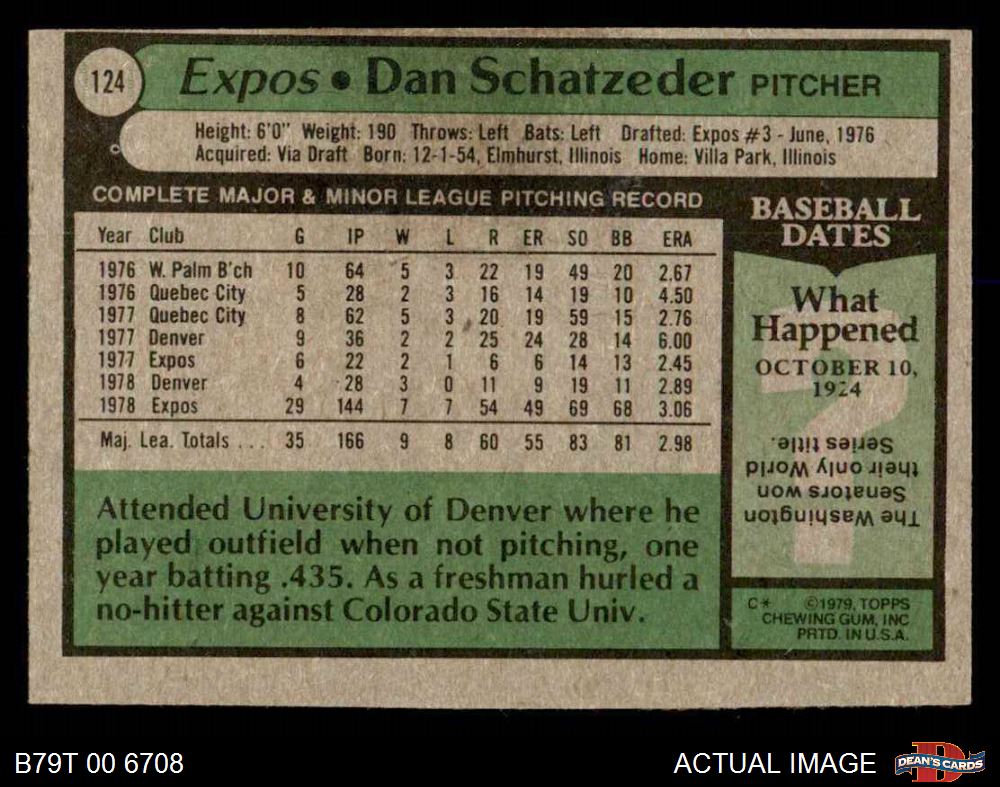 124
Expos • Dan Schatzeder PITCHER
Height: 6'0" Weight: 190 Throws: Left Bats: Left Drafted: Expos #3 - June, 1976
Acquired: Via Draft Born: 12-1-54, Elmhurst, Illinois Home: Villa Park, Illinois
COMPLETE MAJOR & MINOR LEAGUE PITCHING RECORD
Year Club G IP W L R ER SO BB ERA
1976 W. Palm B'ch 10 64 5 3 22 19 49 20 2.67
1976 Quebec City 5 28 2 3 16 14 19 10 4.50
1977 Quebec City 8 62 5 3 20 19 59 15 2.76
1977 Denver 9 36 2 2 25 24 28 14 6.00
1977 Expos 6 22 2 1 6 6 14 13 2.45
1978 Denver 4 28 3 0 11 9 19 11 2.89
1978 Expos 29 144 7 7 54 49 69 68 3.06
Maj. Lea. Totals ... 35 166 9 8 60 55 83 81 2.98
Attended University of Denver where he
played outfield when not pitching, one
year batting .435. As a freshman hurled a
no-hitter against Colorado State Univ.
BASEBALL
DATES
What
Happened
OCTOBER 10,
1924
?
The Washington
Senators won
their only World
Series title.
C* ©1979, TOPPS
CHEWING GUM, INC
PRTD. IN U.S.A.
B79T 00 6708
ACTUAL IMAGE
D
DEAN'S CARDS